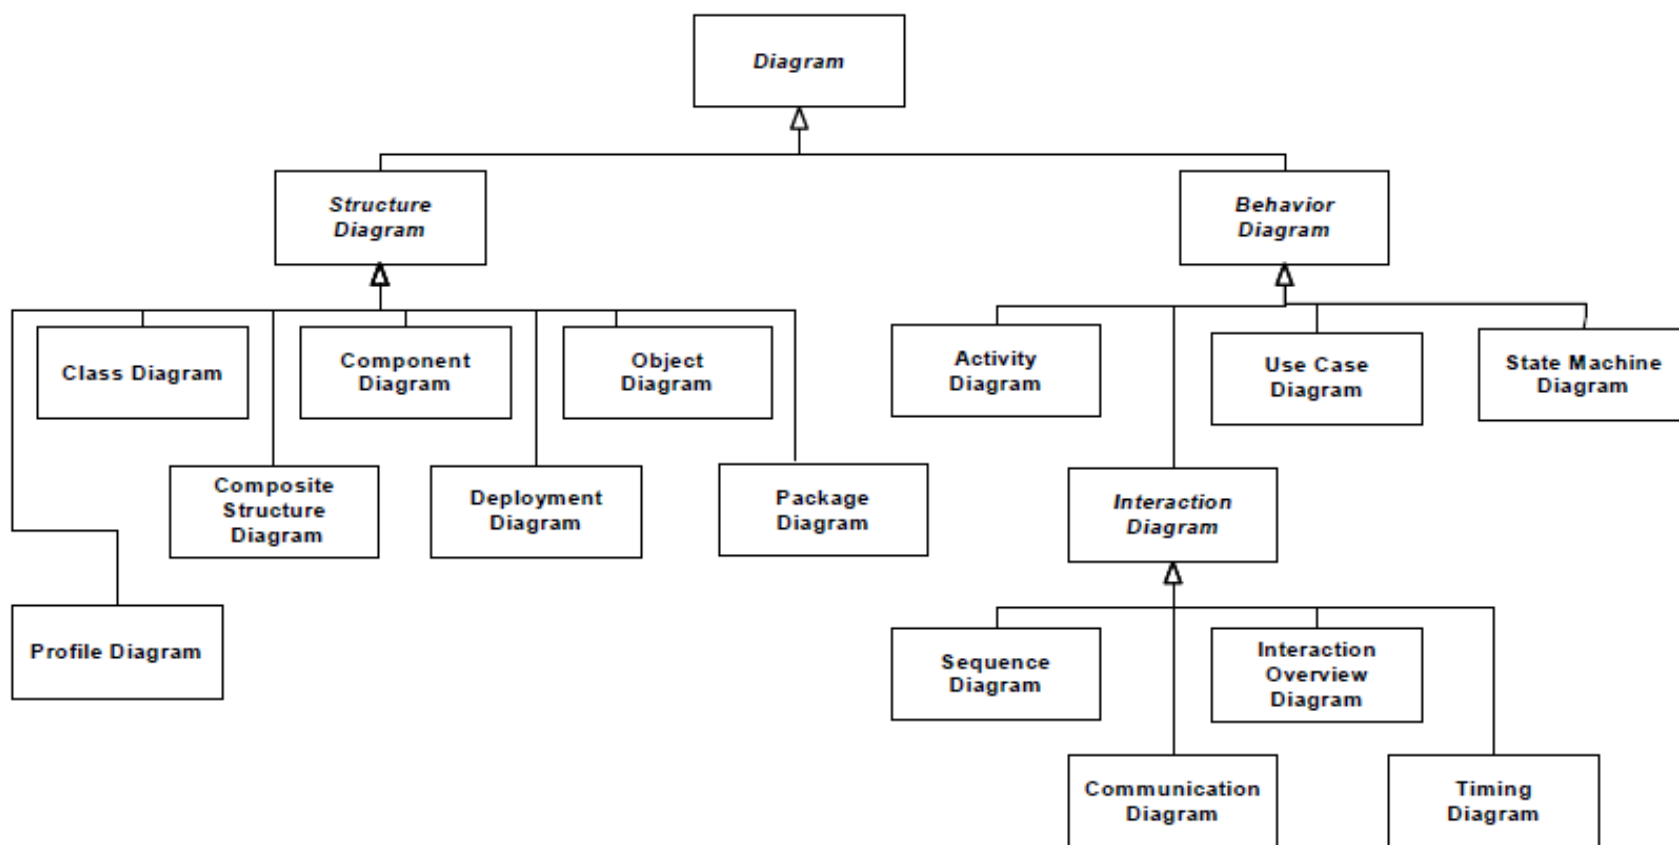 Diagram
Structure
Diagram
Behavior
Diagram
Class Diagram
Component
Diagram
Object
Diagram
Activity
Diagram
Use Case
Diagram
State Machine
Diagram
Composite
Structure
Diagram
Deployment
Diagram
Package
Diagram
Interaction
Diagram
Profile Diagram
Sequence
Diagram
Interaction
Overview
Diagram
Communication
Diagram
Timing
Diagram